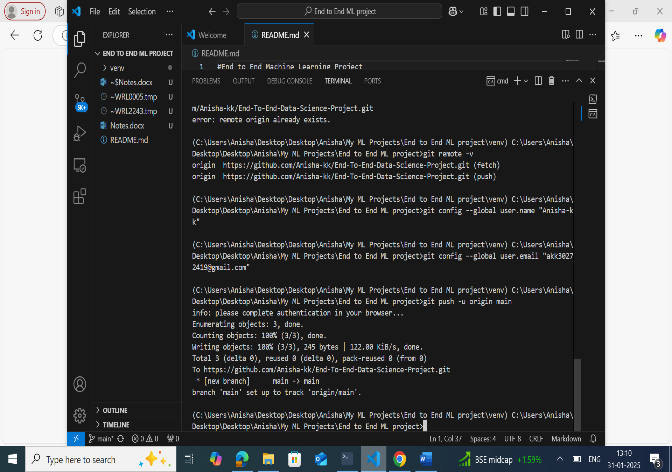 Sign in
File Edit Selection ...
End to End ML project
EXPLORER ...
Welcome
README.md
END TO END ML PROJECT
venv
~$Notes.docx U
~WRL0005.tmp U
~WRL2243.tmp U
Notes.docx U
README.md
5K+
README.md
1 #End to End Machine Learning Project
PROBLEMS OUTPUT DEBUG CONSOLE TERMINAL PORTS
cmd
m/Anisha-kk/End-To-End-Data-Science-Project.git
error: remote origin already exists.
(C:\Users\Anisha\Desktop\Desktop\Anisha\My ML Projects\End to End ML project\venv) C:\Users\Anisha\
Desktop\Desktop\Anisha\My ML Projects\End to End ML project>git remote -v
origin https://github.com/Anisha-kk/End-To-End-Data-Science-Project.git (fetch)
origin https://github.com/Anisha-kk/End-To-End-Data-Science-Project.git (push)
(C:\Users\Anisha\Desktop\Desktop\Anisha\My ML Projects\End to End ML project\venv) C:\Users\Anisha\
Desktop\Desktop\Anisha\My ML Projects\End to End ML project>git config --global user.name "Anisha-k
k"
(C:\Users\Anisha\Desktop\Desktop\Anisha\My ML Projects\End to End ML project\venv) C:\Users\Anisha\
Desktop\Desktop\Anisha\My ML Projects\End to End ML project>git config --global user.email "akk3027
2419@gmail.com"
(C:\Users\Anisha\Desktop\Desktop\Anisha\My ML Projects\End to End ML project\venv) C:\Users\Anisha\
Desktop\Desktop\Anisha\My ML Projects\End to End ML project>git push -u origin main
info: please complete authentication in your browser...
Enumerating objects: 3, done.
Counting objects: 100% (3/3), done.
Writing objects: 100% (3/3), 245 bytes | 122.00 KiB/s, done.
Total 3 (delta 0), reused 0 (delta 0), pack-reused 0 (from 0)
To https://github.com/Anisha-kk/End-To-End-Data-Science-Project.git
* [new branch] main -> main
branch 'main' set up to track 'origin/main'.
(C:\Users\Anisha\Desktop\Desktop\Anisha\My ML Projects\End to End ML project\venv) C:\Users\Anisha\
Desktop\Desktop\Anisha\My ML Projects\End to End ML project>
OUTLINE
TIMELINE
main* 0 0 0
Ln 1, Col 37 Spaces: 4 UTF-8 CRLF Markdown
Type here to search
BSE midcap +1.59%
ENG
13:10
31-01-2025
3